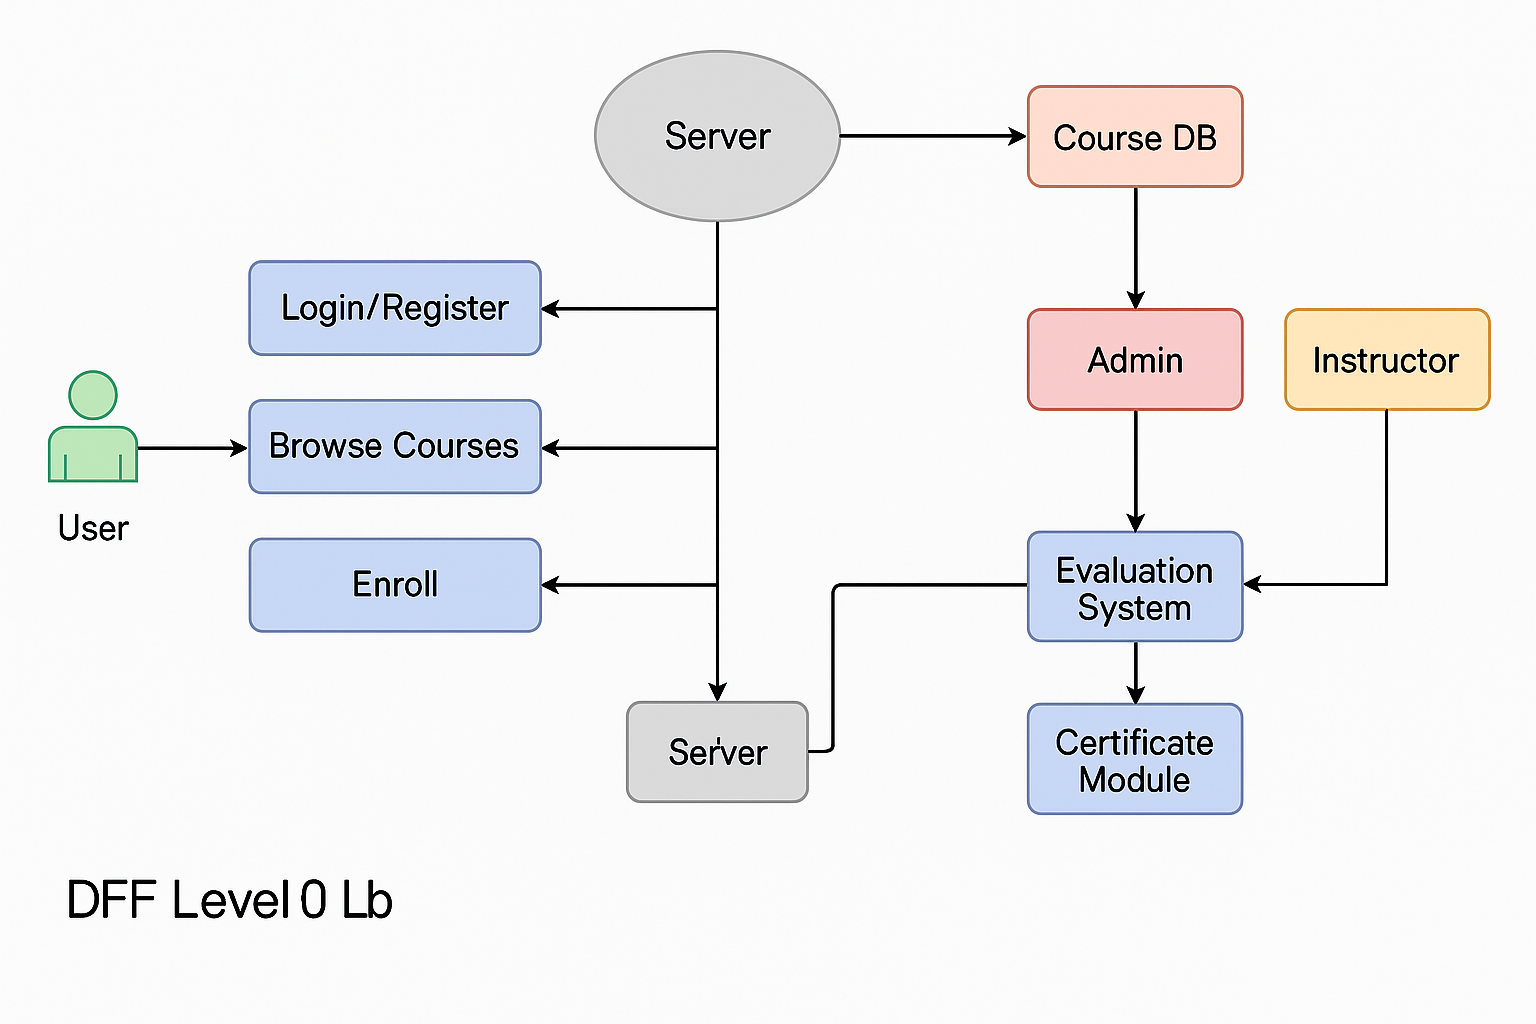 Server
Course DB
Login/Register
Admin
Instructor
Browse Courses
User
Enroll
Evaluation
System
Server
Certificate
Module
DFF Level 0 Lb